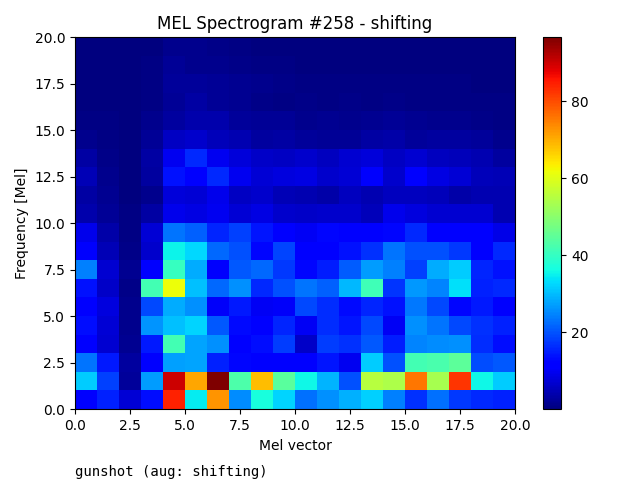 MEL Spectrogram #258 - shifting
20.0
17.5
15.0
12.5
10.0
7.5
5.0
2.5
0.0
Frequency [Mel]
0.0 2.5 5.0 7.5 10.0 12.5 15.0 17.5 20.0
Mel vector
80
60
40
20
gunshot (aug: shifting)